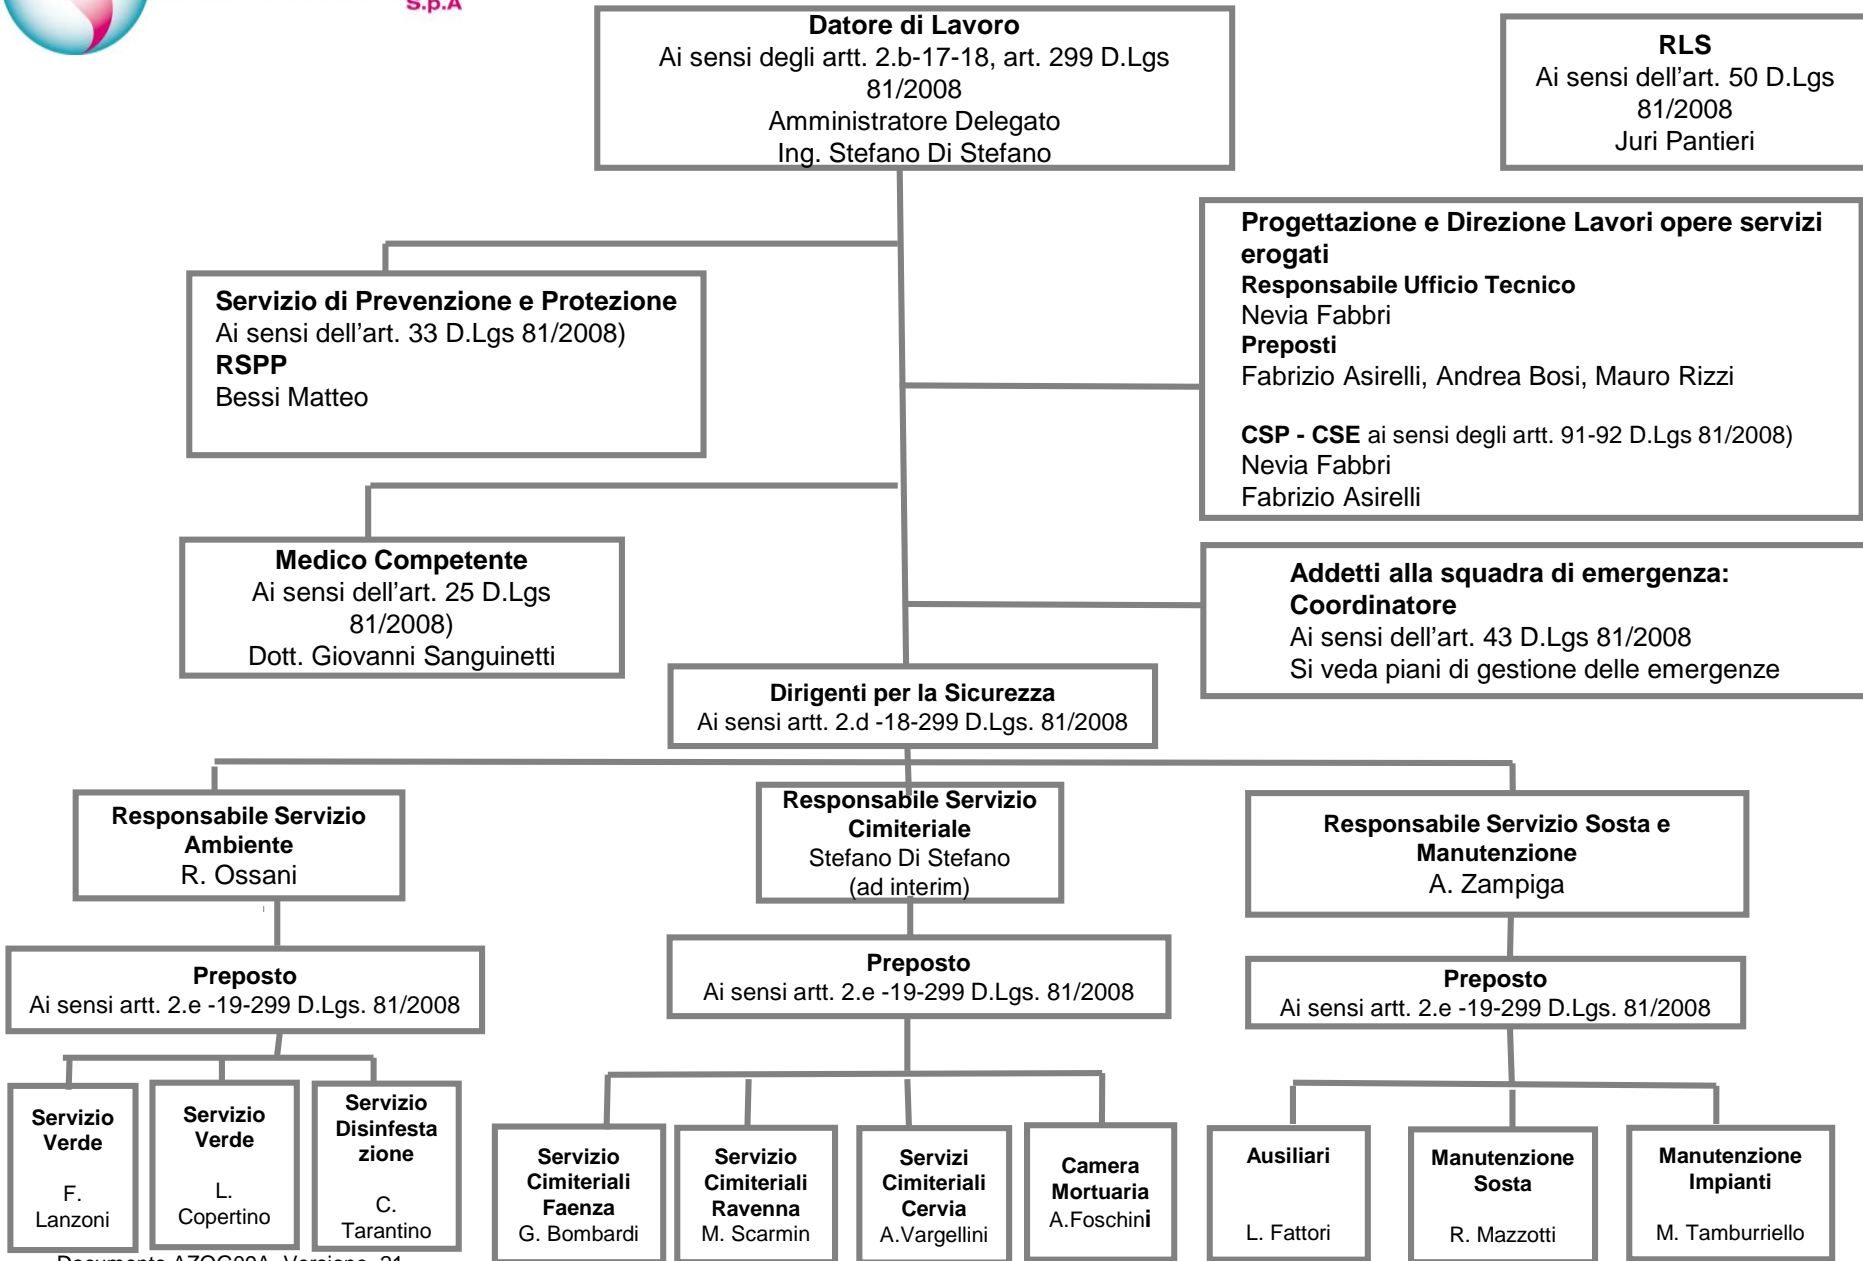 S.p.A
Datore di Lavoro
Ai sensi degli artt. 2.b-17-18, art. 299 D.Lgs
81/2008
Amministratore Delegato
Ing. Stefano Di Stefano
RLS
Ai sensi dell’art. 50 D.Lgs
81/2008
Juri Pantieri
Servizio di Prevenzione e Protezione
Ai sensi dell’art. 33 D.Lgs 81/2008)
RSPP
Bessi Matteo
Progettazione e Direzione Lavori opere servizi
erogati
Responsabile Ufficio Tecnico
Nevia Fabbri
Preposti
Fabrizio Asirelli, Andrea Bosi, Mauro Rizzi
CSP - CSE ai sensi degli artt. 91-92 D.Lgs 81/2008)
Nevia Fabbri
Fabrizio Asirelli
Medico Competente
Ai sensi dell’art. 25 D.Lgs
81/2008)
Dott. Giovanni Sanguinetti
Addetti alla squadra di emergenza:
Coordinatore
Ai sensi dell’art. 43 D.Lgs 81/2008
Si veda piani di gestione delle emergenze
Dirigenti per la Sicurezza
Ai sensi artt. 2.d -18-299 D.Lgs. 81/2008
Responsabile Servizio
Ambiente
R. Ossani
Responsabile Servizio
Cimiteriale
Stefano Di Stefano
(ad interim)
Responsabile Servizio Sosta e
Manutenzione
A. Zampiga
Preposto
Ai sensi artt. 2.e -19-299 D.Lgs. 81/2008
Preposto
Ai sensi artt. 2.e -19-299 D.Lgs. 81/2008
Preposto
Ai sensi artt. 2.e -19-299 D.Lgs. 81/2008
Servizio
Verde
F.
Lanzoni
Servizio
Verde
L.
Copertino
Servizio
Disinfesta
zione
C.
Tarantino
Servizio
Cimiteriali
Faenza
G. Bombardi
Servizio
Cimiteriali
Ravenna
M. Scarmin
Servizi
Cimiteriali
Cervia
A.Vargellini
Camera
Mortuaria
A.Foschini
Ausiliari
L. Fattori
Manutenzione
Sosta
R. Mazzotti
Manutenzione
Impianti
M. Tamburriello